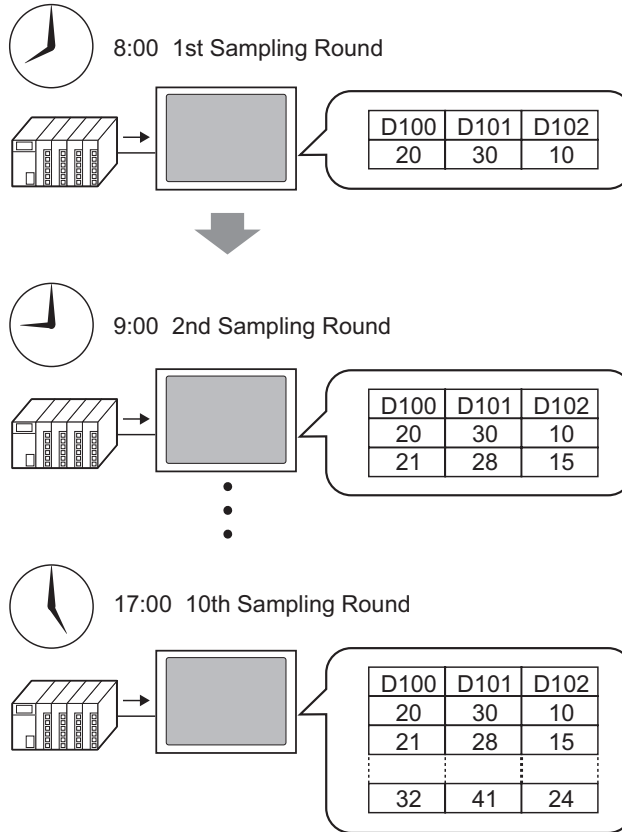 8:00 1st Sampling Round
D100 D101 D102
20 30 10
9:00 2nd Sampling Round
D100 D101 D102
20 30 10
21 28 15
17:00 10th Sampling Round
D100 D101 D102
20 30 10
21 28 15
32 41 24